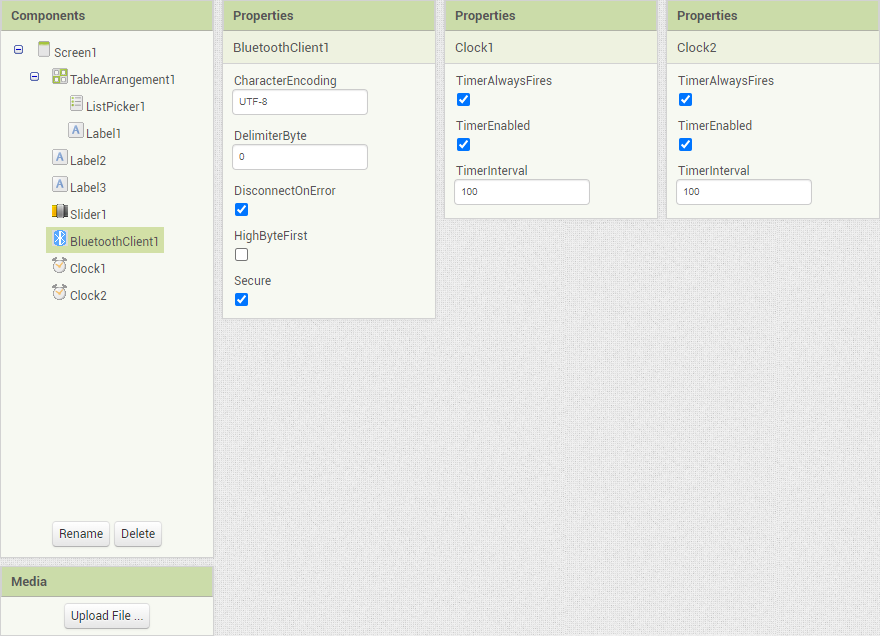 Components
Screen1
TableArrangement1
ListPicker1
Label1
Label2
Label3
Slider1
BluetoothClient1
Clock1
Clock2
Rename
Delete
Media
Upload File ...
Properties
BluetoothClient1
CharacterEncoding
UTF-8
DelimiterByte
0
DisconnectOnError
HighByteFirst
Secure
Properties
Clock1
TimerAlwaysFires
TimerEnabled
TimerInterval
100
Properties
Clock2
TimerAlwaysFires
TimerEnabled
TimerInterval
100